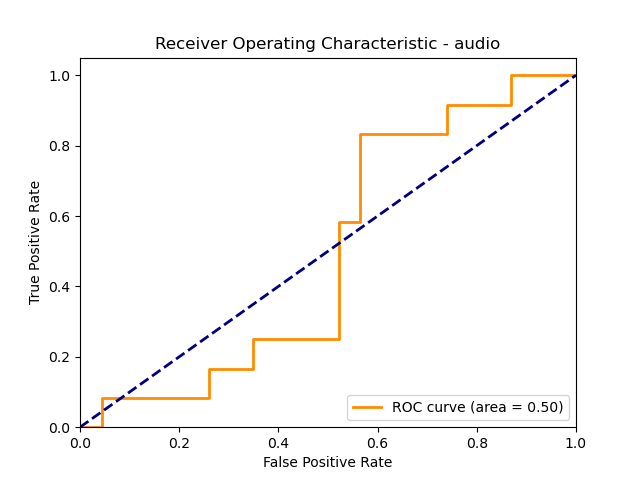 Receiver Operating Characteristic - audio
True Positive Rate
1.0
0.8
0.6
0.4
0.2
0.0
ROC curve (area = 0.50)
0.0 0.2 0.4 0.6 0.8 1.0
False Positive Rate